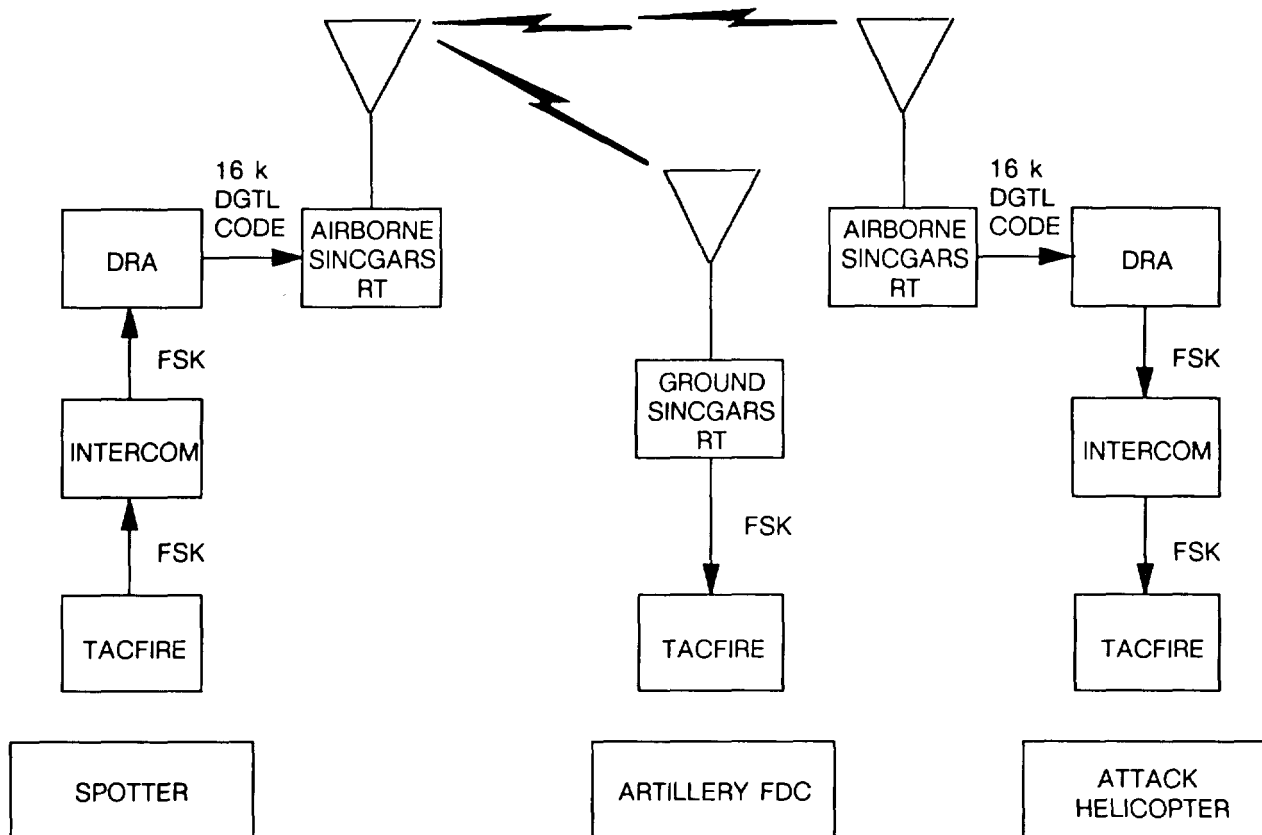 16 k
DGTL
CODE
DRA
AIRBORNE
SINCGARS
RT
FSK
INTERCOM
FSK
TACFIRE
SPOTTER
GROUND
SINCGARS
RT
FSK
TACFIRE
ARTILLERY FDC
AIRBORNE
SINCGARS
RT
16 k
DGTL
CODE
DRA
FSK
INTERCOM
FSK
TACFIRE
ATTACK
HELICOPTER